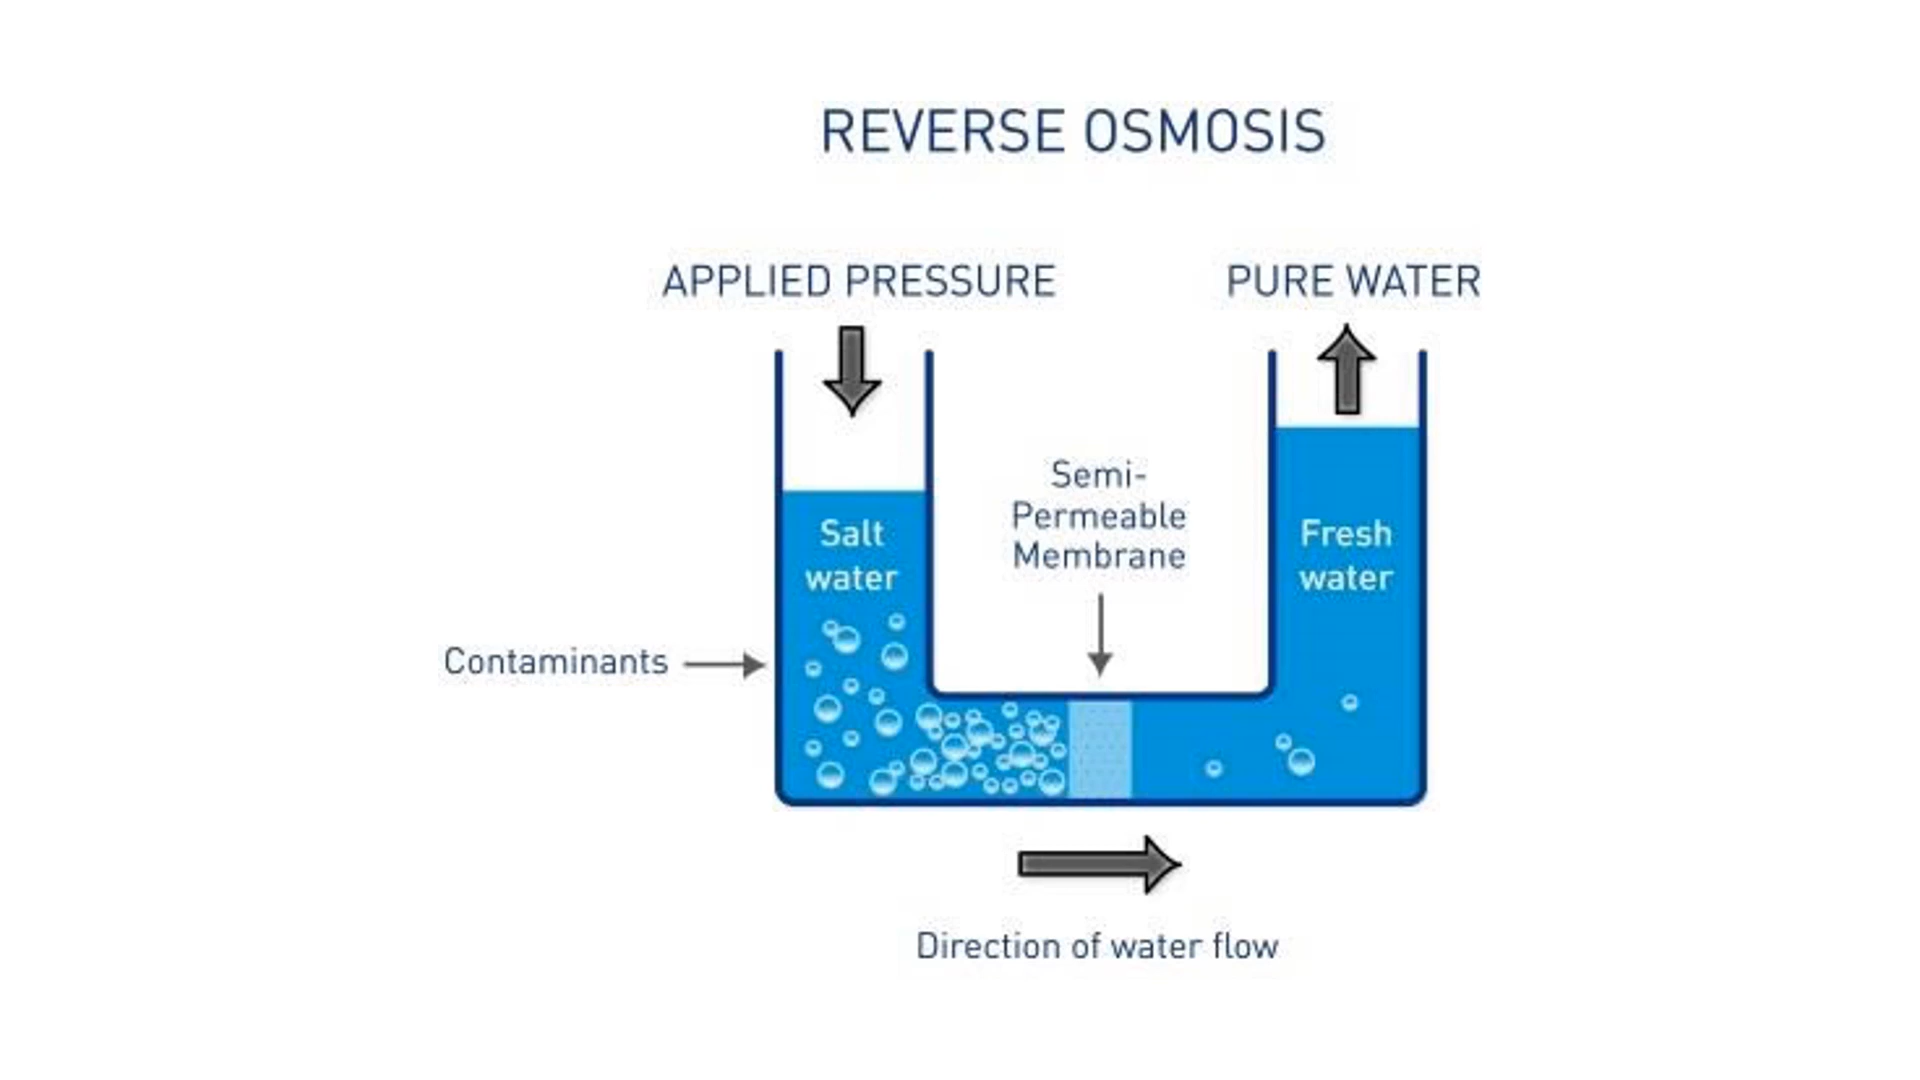 REVERSE OSMOSIS
APPLIED PRESSURE
PURE WATER
Semi-
Permeable
Membrane
Salt
water
Fresh
water
Contaminants
Direction of water flow